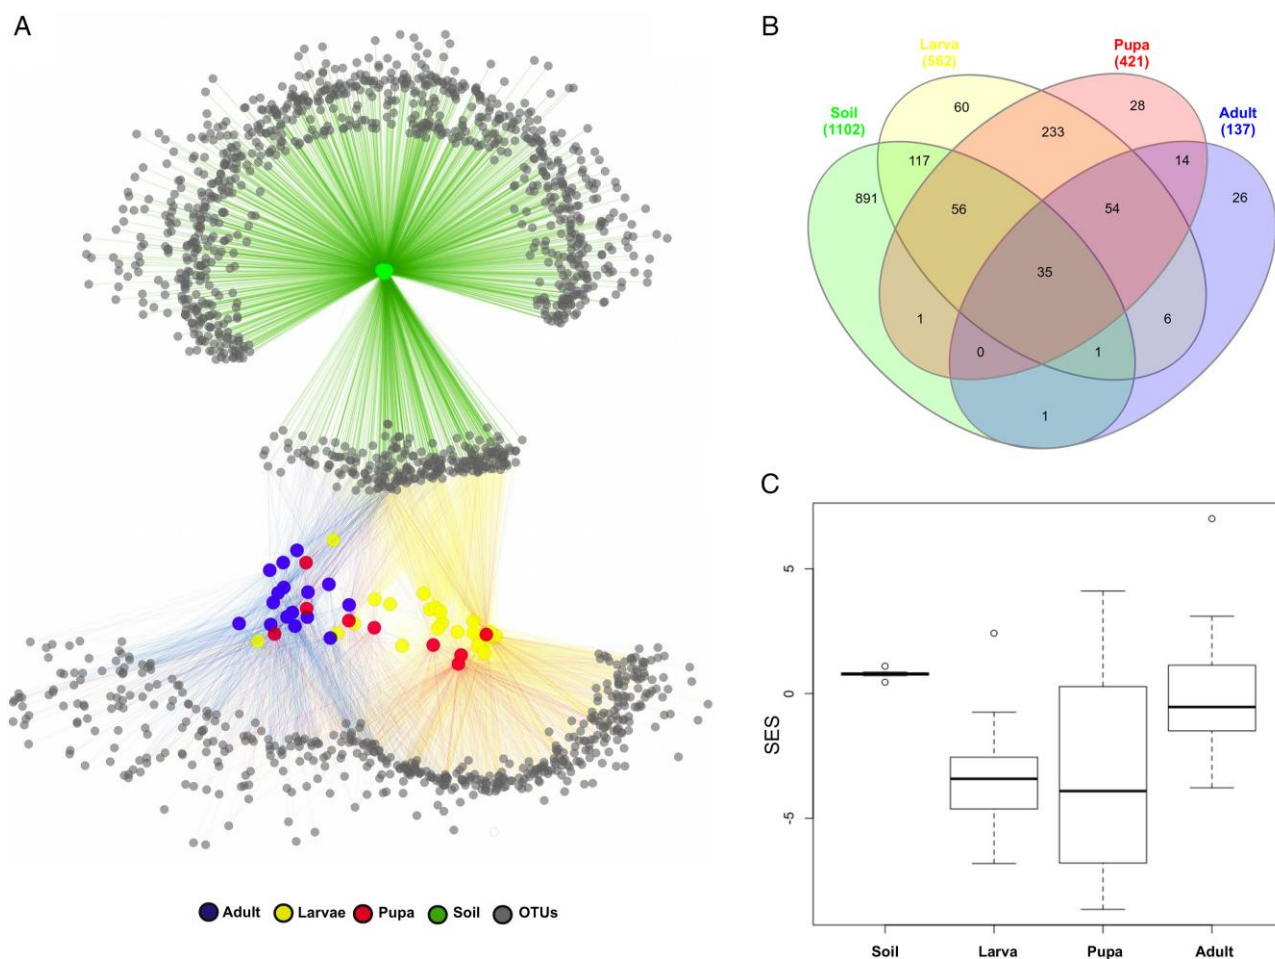 A
B
Larva
(562)
Pupa
(421)
Soil
(1102)
Adult
(137)
60
28
233
117
14
891
56
54
26
35
1
6
0
1
1
C
SES
5
0
-5
Soil
Larva
Pupa
Adult
Adult
Larvae
Pupa
Soil
OTUs